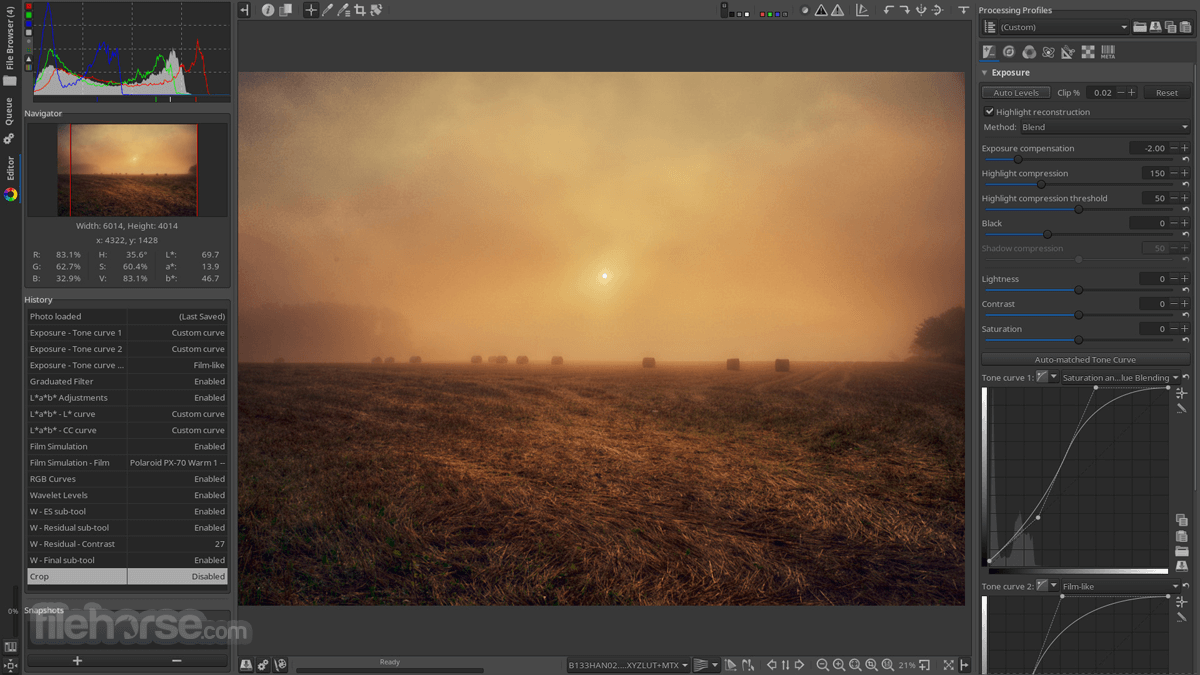 File Browser (4)
Queue
Editor
0%
Navigator
Width: 6014, Height: 4014
x: 4322, y: 1428
R: 83.1% H: 35.6° L*: 69.7
G: 62.7% S: 60.4% a*: 13.9
B: 32.9% V: 83.1% b*: 46.7
History
Photo loaded (Last Saved)
Exposure - Tone curve 1 Custom curve
Exposure - Tone curve 2 Custom curve
Exposure - Tone curve ... Film-like
Graduated Filter Enabled
L*a*b* Adjustments Enabled
L*a*b* - L* curve Custom curve
L*a*b* - CC curve Custom curve
Film Simulation Enabled
Film Simulation - Film Polaroid PX-70 Warm 1 --
RGB Curves Enabled
Wavelet Levels Enabled
W - ES sub-tool Enabled
W - Residual sub-tool Enabled
W - Residual - Contrast 27
W - Final sub-tool Enabled
Crop Disabled
Snapshots
filehorse.com
Ready
B133HAN02....XYZLUT+MTX
21%
Processing Profiles
(Custom)
META
Exposure
Auto Levels Clip % 0.02 Reset
Highlight reconstruction
Method: Blend
Exposure compensation -2.00
Highlight compression 150
Highlight compression threshold 50
Black 0
Shadow compression 50
Lightness 0
Contrast 0
Saturation 0
Auto-matched Tone Curve
Tone curve 1: Saturation an...lue Blending
Tone curve 2: Film-like